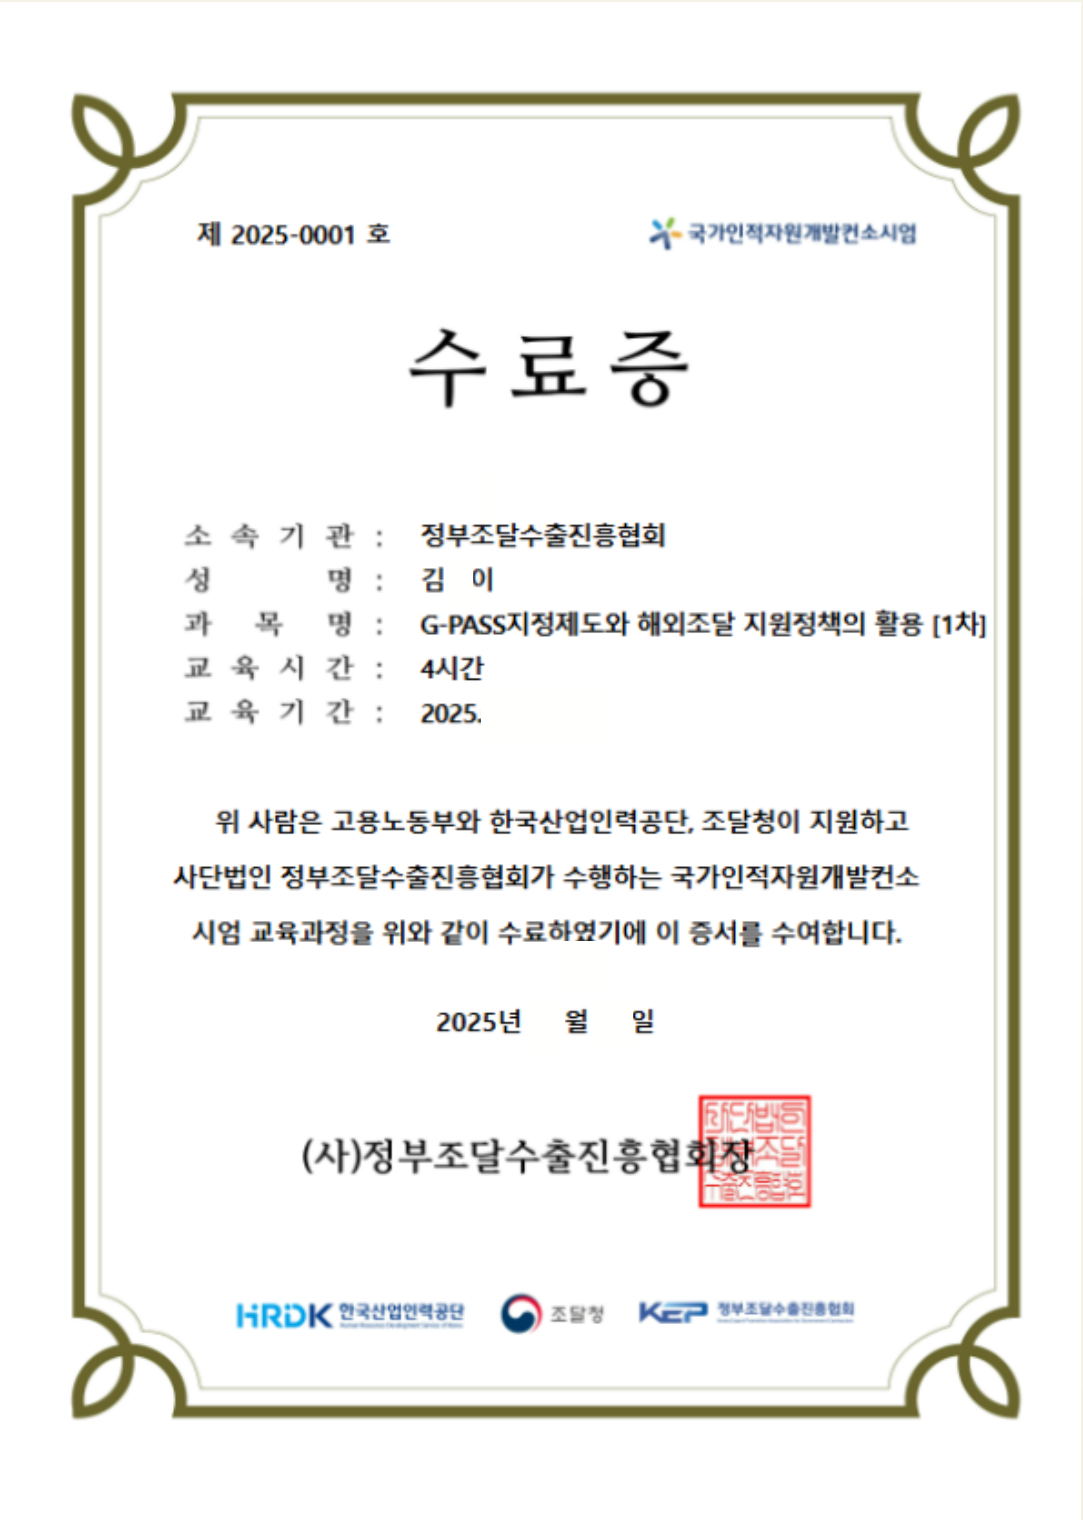 제 2025-0001 호
국가인적자원개발컨소시엄
수료증
소 속 기 관 : 정부조달수출진흥협회
성 명 : 김 이
과 목 명 : G-PASS지정제도와 해외조달 지원정책의 활용 [1차]
교 육 시 간 : 4시간
교 육 기 간 : 2025.
위 사람은 고용노동부와 한국산업인력공단, 조달청이 지원하고
사단법인 정부조달수출진흥협회가 수행하는 국가인적자원개발컨소
시엄 교육과정을 위와 같이 수료하였기에 이 증서를 수여합니다.
2025년 월 일
(사)정부조달수출진흥협회장
HRDK 한국산업인력공단
조달청
KEP 정부조달수출진흥협회